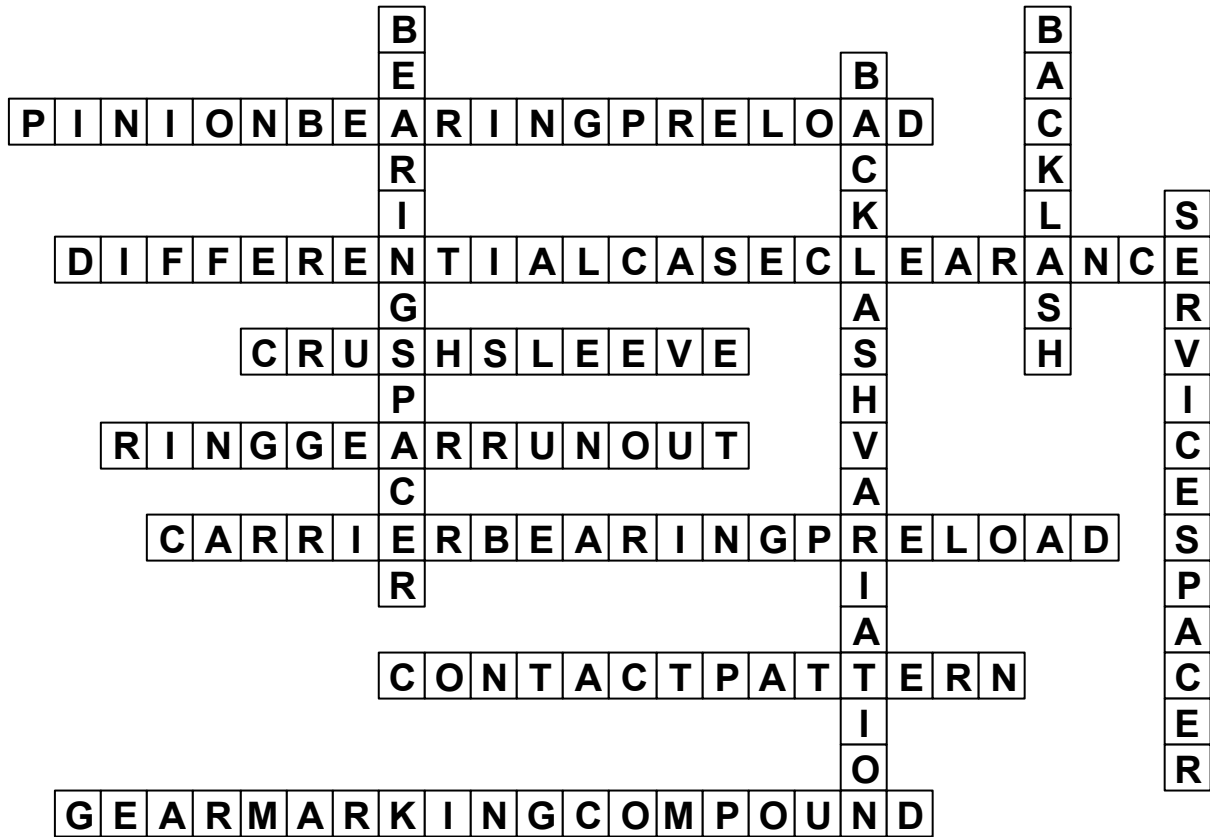 BEARINGSPACER
BACKLASH
BACKLASHVARIATION
PINIONBEARINGPRELOAD
SERVICESPACER
DIFFERENTIALCASECLEARANCE
CRUSHSLEEVE
RINGGEARRUNOUT
CARRIERBEARINGPRELOAD
CONTACTPATTERN
GEARMARKINGCOMPOUND